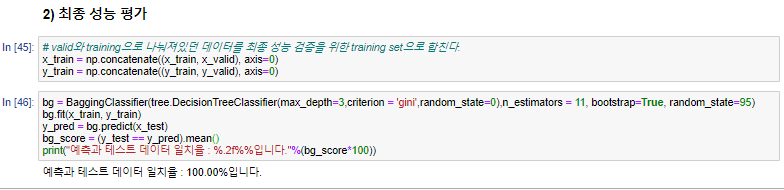 2) 최종 성능 평가
In [45]: # valid와 training으로 나눠져있던 데이터를 최종 성능 검증을 위한 training set으로 합친다.
x_train = np.concatenate((x_train, x_valid), axis=0)
y_train = np.concatenate((y_train, y_valid), axis=0)
In [46]: bg = BaggingClassifier(tree.DecisionTreeClassifier(max_depth=3,criterion = 'gini',random_state=0),n_estimators = 11, bootstrap=True, random_state=95)
bg.fit(x_train, y_train)
y_pred = bg.predict(x_test)
bg_score = (y_test == y_pred).mean()
print("예측과 테스트 데이터 일치율 : %.2f%%입니다."%(bg_score*100))
예측과 테스트 데이터 일치율 : 100.00%입니다.